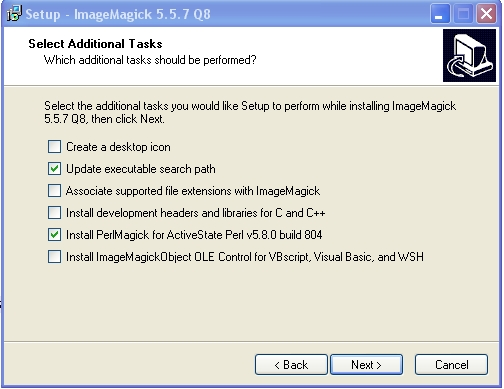 Setup - ImageMagick 5.5.7 Q8
Select Additional Tasks
Which additional tasks should be performed?
Select the additional tasks you would like Setup to perform while installing ImageMagick
5.5.7 Q8, then click Next.
Create a desktop icon
Update executable search path
Associate supported file extensions with ImageMagick
Install development headers and libraries for C and C++
Install PerlMagick for ActiveState Perl v5.8.0 build 804
Install ImageMagickObject OLE Control for VBscript, Visual Basic, and WSH
< Back
Next >
Cancel